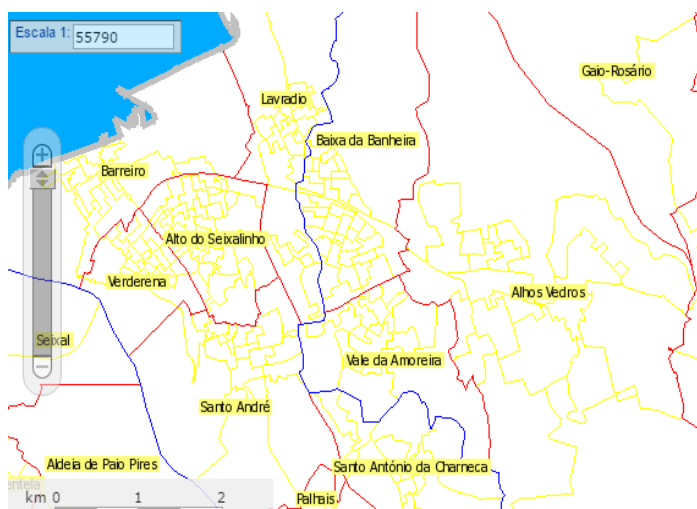 Escala 1: 55790
Gaio-Rosário
Lavradio
Baixa da Banheira
Barreiro
Alto do Seixalinho
Verderena
Alhos Vedros
Seixal
Vale da Amoreira
Santo André
Aldeia de Paio Pires
Santo António da Charneca
entela
km 0 1 2
Palhais